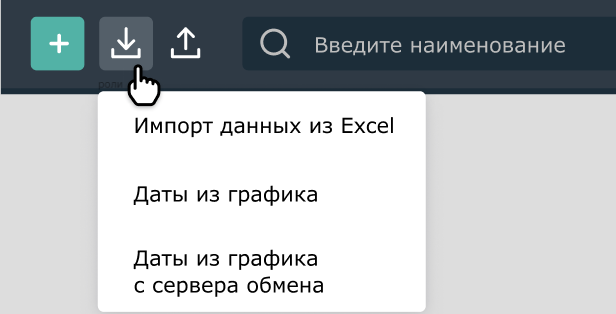 Введите наименование
Импорт данных из Excel
Даты из графика
Даты из графика
с сервера обмена